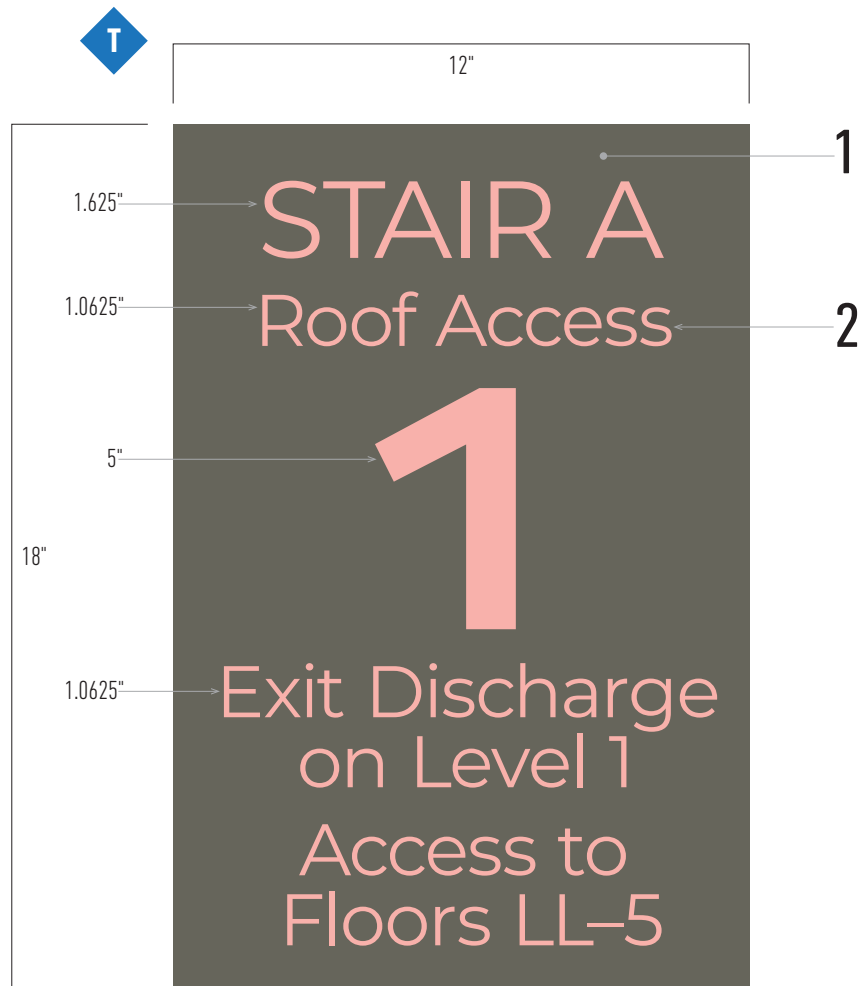 T
12"
1
1.625"
STAIR A
1.0625"
Roof Access
2
5"
1
18"
1.0625"
Exit Discharge
on Level 1
Access to
Floors LL–5